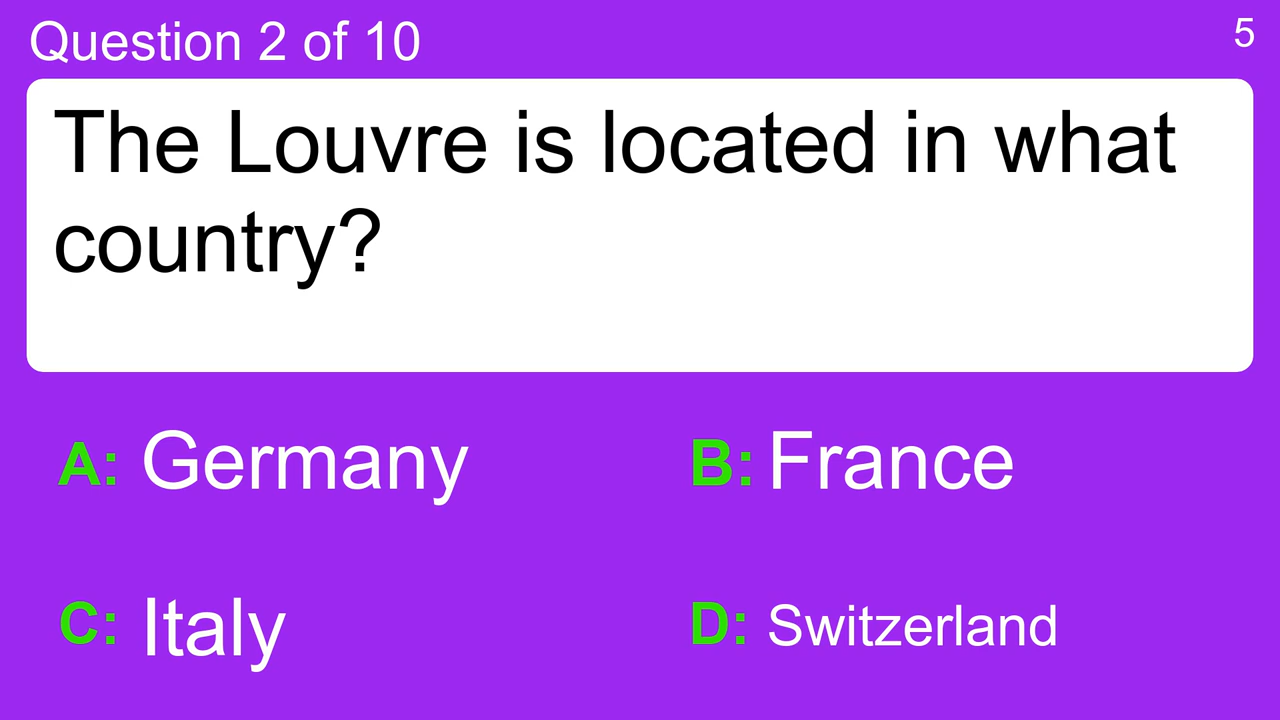 Question 2 of 10
5
The Louvre is located in what
country?
A: Germany
B: France
C: Italy
D: Switzerland